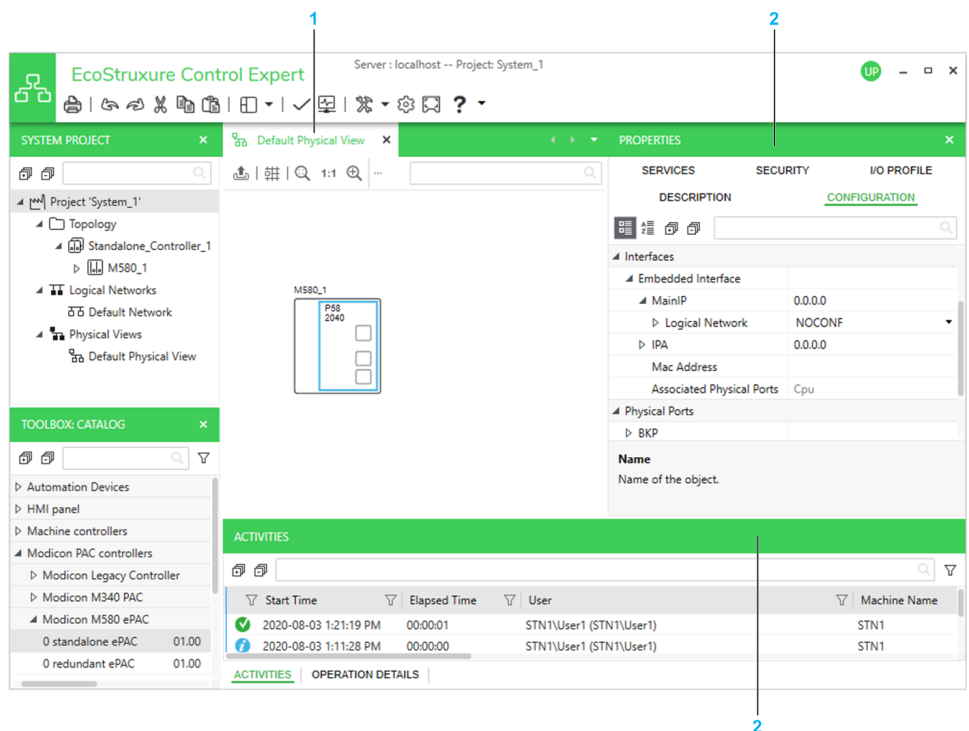 1
2
EcoStruxure Control Expert
Server : localhost -- Project: System_1
UP
?
SYSTEM PROJECT
Project 'System_1'
Topology
Standalone_Controller_1
M580_1
Logical Networks
Default Network
Physical Views
Default Physical View
TOOLBOX: CATALOG
Automation Devices
HMI panel
Machine controllers
Modicon PAC controllers
Modicon Legacy Controller
Modicon M340 PAC
Modicon M580 ePAC
0 standalone ePAC 01.00
0 redundant ePAC 01.00
Default Physical View
1:1
...
M580_1
P58
2040
PROPERTIES
SERVICES SECURITY I/O PROFILE
DESCRIPTION CONFIGURATION
Interfaces
Embedded Interface
MainIP 0.0.0.0
Logical Network NOCONF
IPA 0.0.0.0
Mac Address
Associated Physical Ports Cpu
Physical Ports
BKP
Name
Name of the object.
ACTIVITIES
Start Time Elapsed Time User Machine Name
2020-08-03 1:21:19 PM 00:00:01 STN1\User1 (STN1\User1) STN1
2020-08-03 1:11:28 PM 00:00:00 STN1\User1 (STN1\User1) STN1
ACTIVITIES OPERATION DETAILS
2